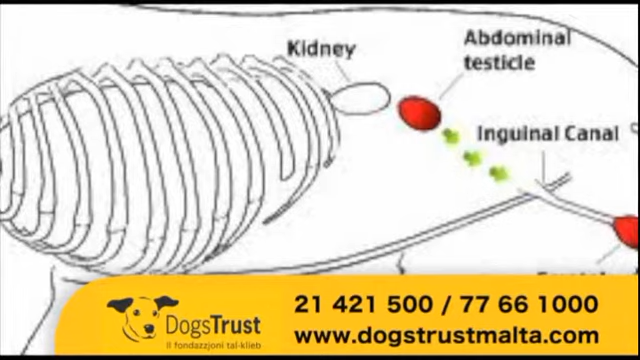 Kidney
Abdominal
testicle
Inguinal Canal
DogsTrust
Il fondazzjoni tal-klieb
21 421 500 / 77 66 1000
www.dogstrustmalta.com